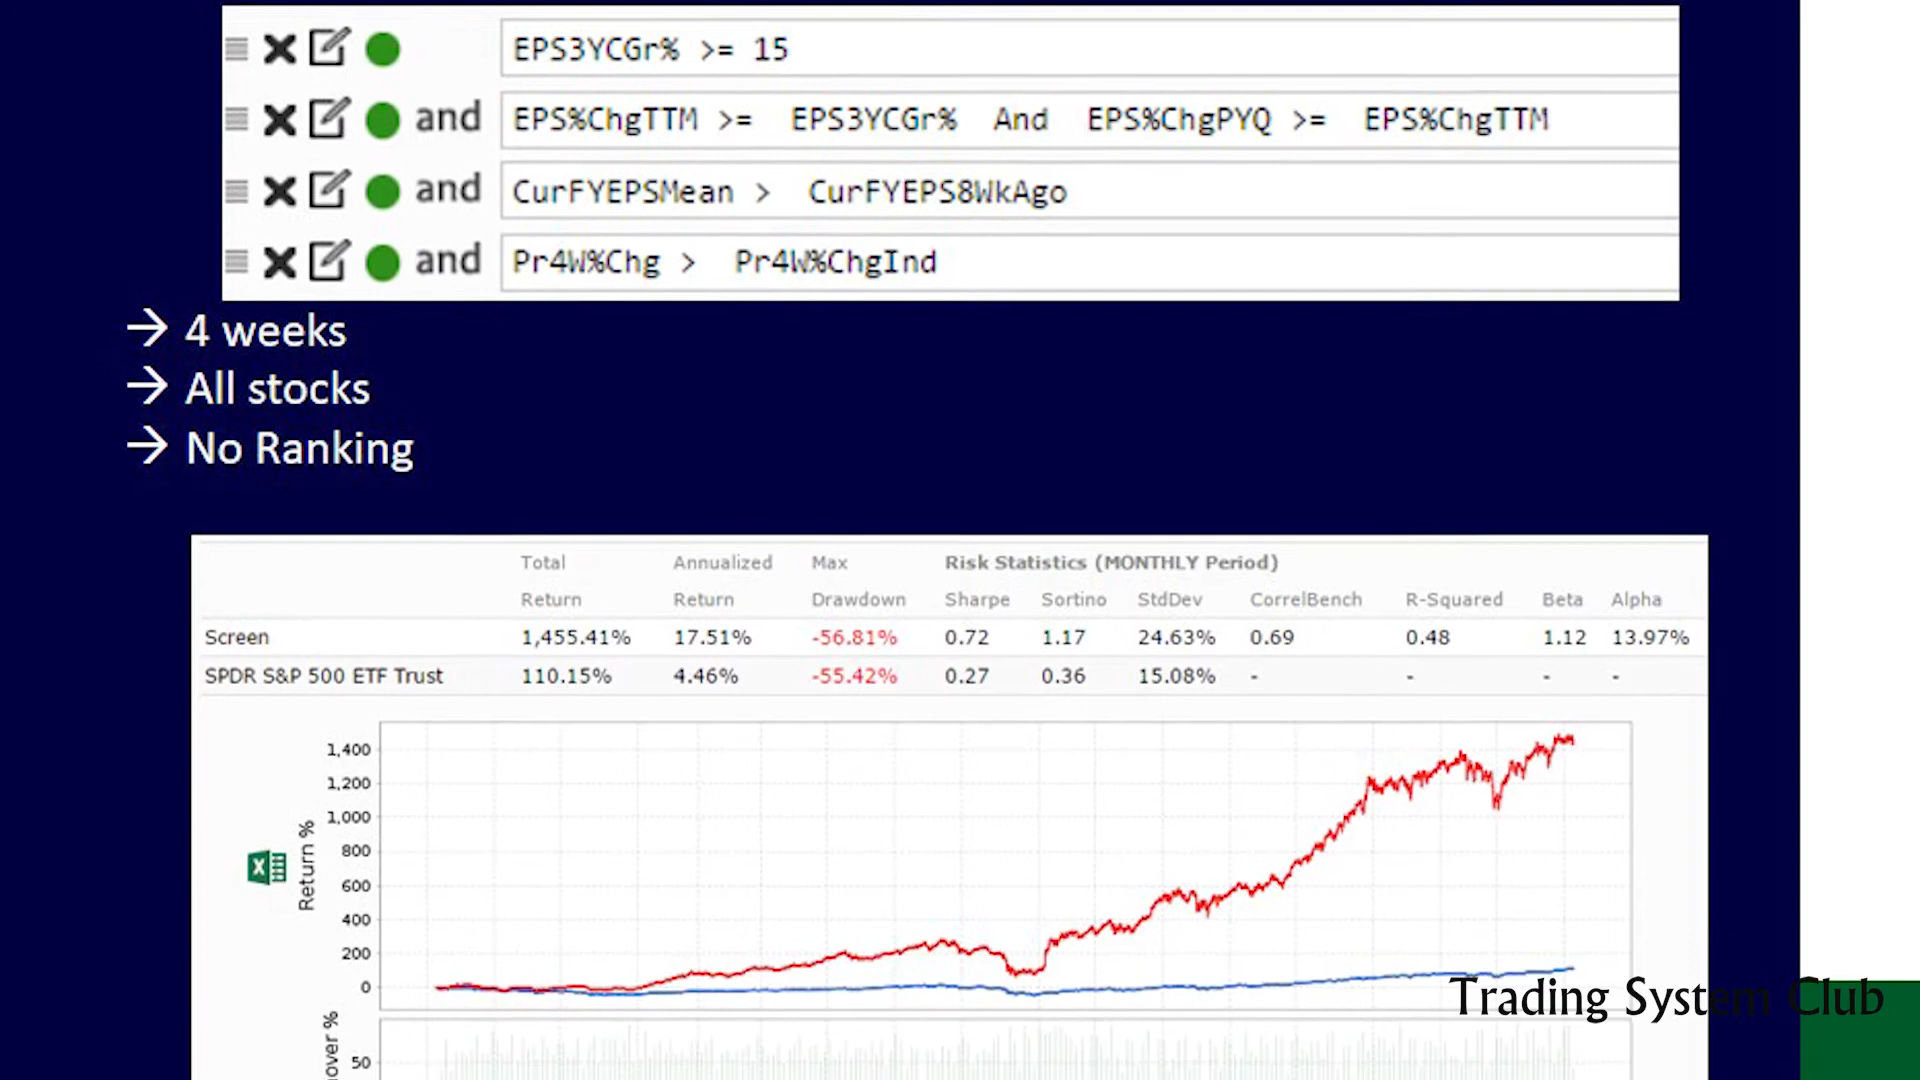 EPS3YCGr% >= 15
and EPS%ChgTTM >= EPS3YCGr% And EPS%ChgPYQ >= EPS%ChgTTM
and CurFYEPSMean > CurFYEPS8WkAgo
and Pr4W%Chg > Pr4W%ChgInd
→ 4 weeks
→ All stocks
→ No Ranking
Total Annualized Max Risk Statistics (MONTHLY Period)
Return Return Drawdown Sharpe Sortino StdDev CorrelBench R-Squared Beta Alpha
Screen 1,455.41% 17.51% -56.81% 0.72 1.17 24.63% 0.69 0.48 1.12 13.97%
SPDR S&P 500 ETF Trust 110.15% 4.46% -55.42% 0.27 0.36 15.08% - - - -
Return %
1,400
1,200
1,000
800
600
400
200
0
50
Trading System Club